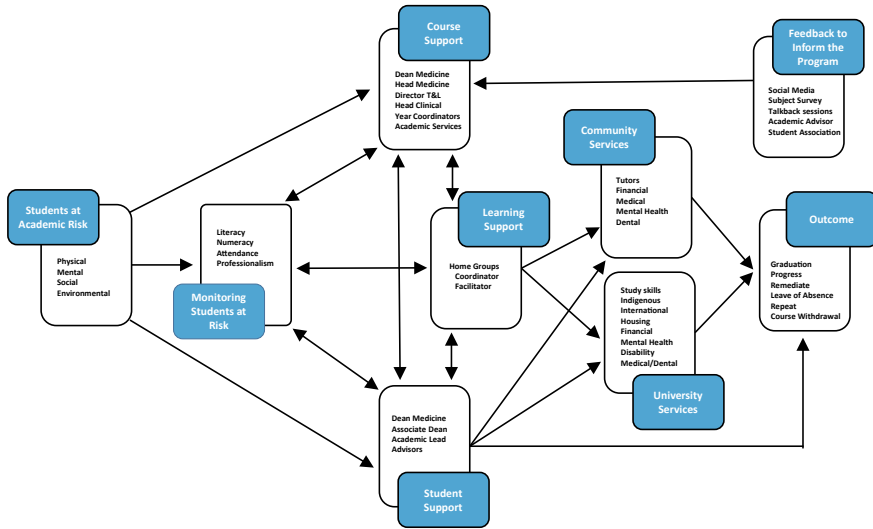 Course
Support
Dean Medicine
Head Medicine
Director T&L
Head Clinical
Year Coordinators
Academic Services
Feedback to
Inform the
Program
Social Media
Subject Survey
Talkback sessions
Academic Advisor
Student Association
Community
Services
Tutors
Financial
Medical
Mental Health
Dental
Students at
Academic Risk
Physical
Mental
Social
Environmental
Literacy
Numeracy
Attendance
Professionalism
Monitoring
Students at
Risk
Learning
Support
Home Groups
Coordinator
Facilitator
Outcome
Graduation
Progress
Remediate
Leave of Absence
Repeat
Course Withdrawal
Study skills
Indigenous
International
Housing
Financial
Mental Health
Disability
Medical/Dental
University
Services
Dean Medicine
Associate Dean
Academic Lead
Advisors
Student
Support